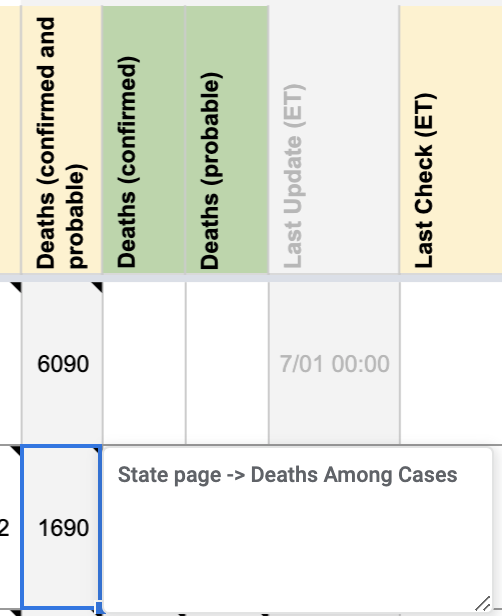 Deaths (confirmed and
probable)
Deaths (confirmed)
Deaths (probable)
Last Update (ET)
Last Check (ET)
6090
7/01 00:00
2
1690
State page -> Deaths Among Cases